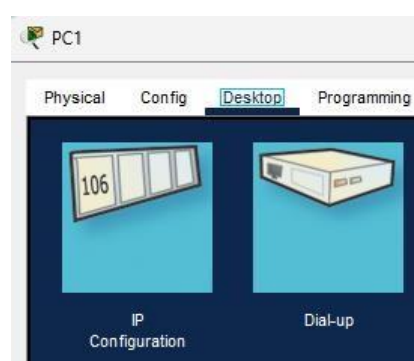 PC1
Physical Config Desktop Programming
106
IP
Configuration
Dial-up